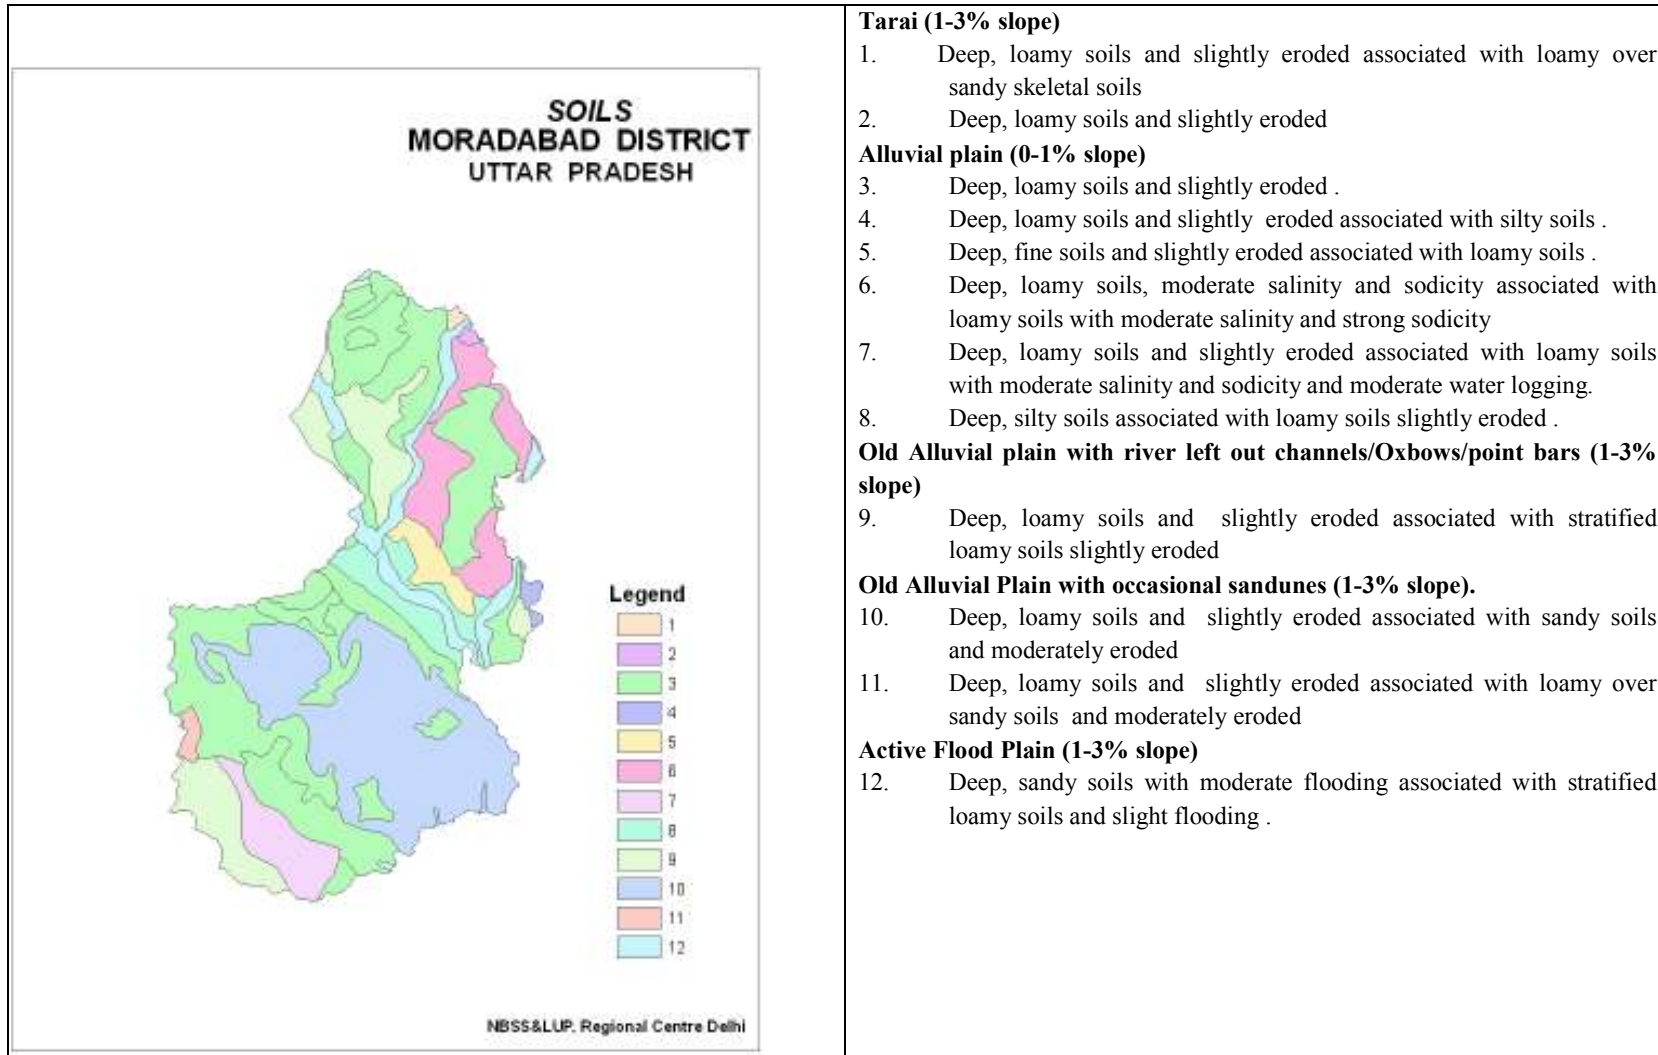 SOILS
MORADABAD DISTRICT
UTTAR PRADESH
Legend
1
2
3
4
5
6
7
8
9
10
11
12
NBSS&LUP, Regional Centre Delhi
Tarai (1-3% slope)
1. Deep, loamy soils and slightly eroded associated with loamy over
sandy skeletal soils
2. Deep, loamy soils and slightly eroded
Alluvial plain (0-1% slope)
3. Deep, loamy soils and slightly eroded .
4. Deep, loamy soils and slightly eroded associated with silty soils .
5. Deep, fine soils and slightly eroded associated with loamy soils .
6. Deep, loamy soils, moderate salinity and sodicity associated with
loamy soils with moderate salinity and strong sodicity
7. Deep, loamy soils and slightly eroded associated with loamy soils
with moderate salinity and sodicity and moderate water logging.
8. Deep, silty soils associated with loamy soils slightly eroded .
Old Alluvial plain with river left out channels/Oxbows/point bars (1-3%
slope)
9. Deep, loamy soils and slightly eroded associated with stratified
loamy soils slightly eroded
Old Alluvial Plain with occasional sandunes (1-3% slope).
10. Deep, loamy soils and slightly eroded associated with sandy soils
and moderately eroded
11. Deep, loamy soils and slightly eroded associated with loamy over
sandy soils and moderately eroded
Active Flood Plain (1-3% slope)
12. Deep, sandy soils with moderate flooding associated with stratified
loamy soils and slight flooding .